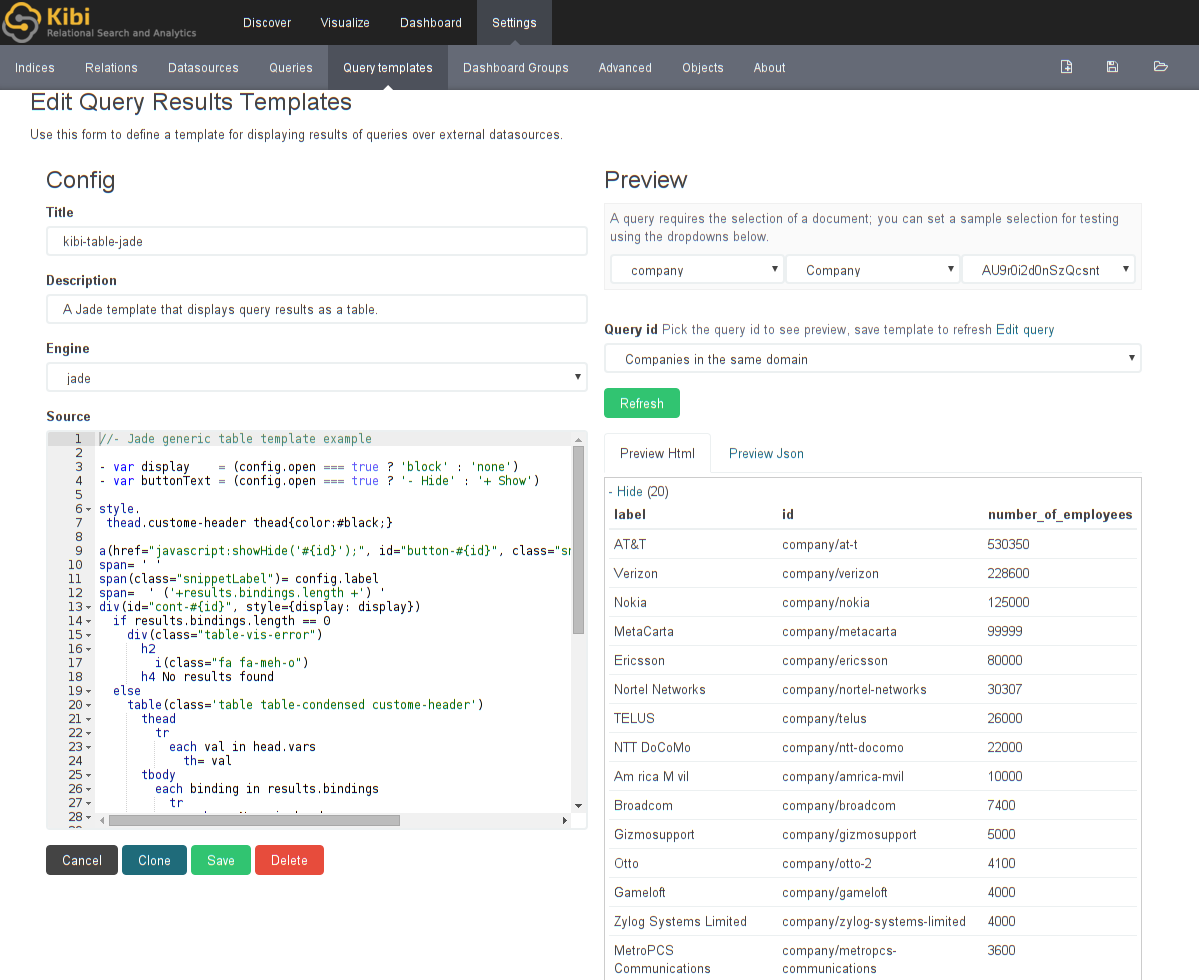 Kibi
Relational Search and Analytics
Discover
Visualize
Dashboard
Settings
Indices
Relations
Datasources
Queries
Query templates
Dashboard Groups
Advanced
Objects
About
Edit Query Results Templates
Use this form to define a template for displaying results of queries over external datasources.
Config
Title
kibi-table-jade
Description
A Jade template that displays query results as a table.
Engine
jade
Source
1 //- Jade generic table template example
2
3 - var display    = (config.open === true ? 'block' : 'none')
4 - var buttonText = (config.open === true ? '- Hide' : '+ Show')
5
6 style.
7  thead.custome-header thead{color:#black;}
8
9 a(href="javascript:showHide('#{id}');", id="button-#{id}", class="sn
10 span= ' '
11 span(class="snippetLabel")= config.label
12 span=  ' ('+results.bindings.length +') '
13 div(id="cont-#{id}", style={display: display})
14   if results.bindings.length == 0
15     div(class="table-vis-error")
16       h2
17         i(class="fa fa-meh-o")
18       h4 No results found
19   else
20     table(class='table table-condensed custome-header')
21       thead
22         tr
23           each val in head.vars
24             th= val
25       tbody
26         each binding in results.bindings
27           tr
28
Cancel
Clone
Save
Delete
Preview
A query requires the selection of a document; you can set a sample selection for testing
using the dropdowns below.
company
Company
AU9r0i2d0nSzQcsnt
Query id Pick the query id to see preview, save template to refresh Edit query
Companies in the same domain
Refresh
Preview Html
Preview Json
- Hide (20)
label id number_of_employees
AT&T company/at-t 530350
Verizon company/verizon 228600
Nokia company/nokia 125000
MetaCarta company/metacarta 99999
Ericsson company/ericsson 80000
Nortel Networks company/nortel-networks 30307
TELUS company/telus 26000
NTT DoCoMo company/ntt-docomo 22000
Am rica M vil company/amrica-mvil 10000
Broadcom company/broadcom 7400
Gizmosupport company/gizmosupport 5000
Otto company/otto-2 4100
Gameloft company/gameloft 4000
Zylog Systems Limited company/zylog-systems-limited 4000
MetroPCS company/metropcs- 3600
Communications communications